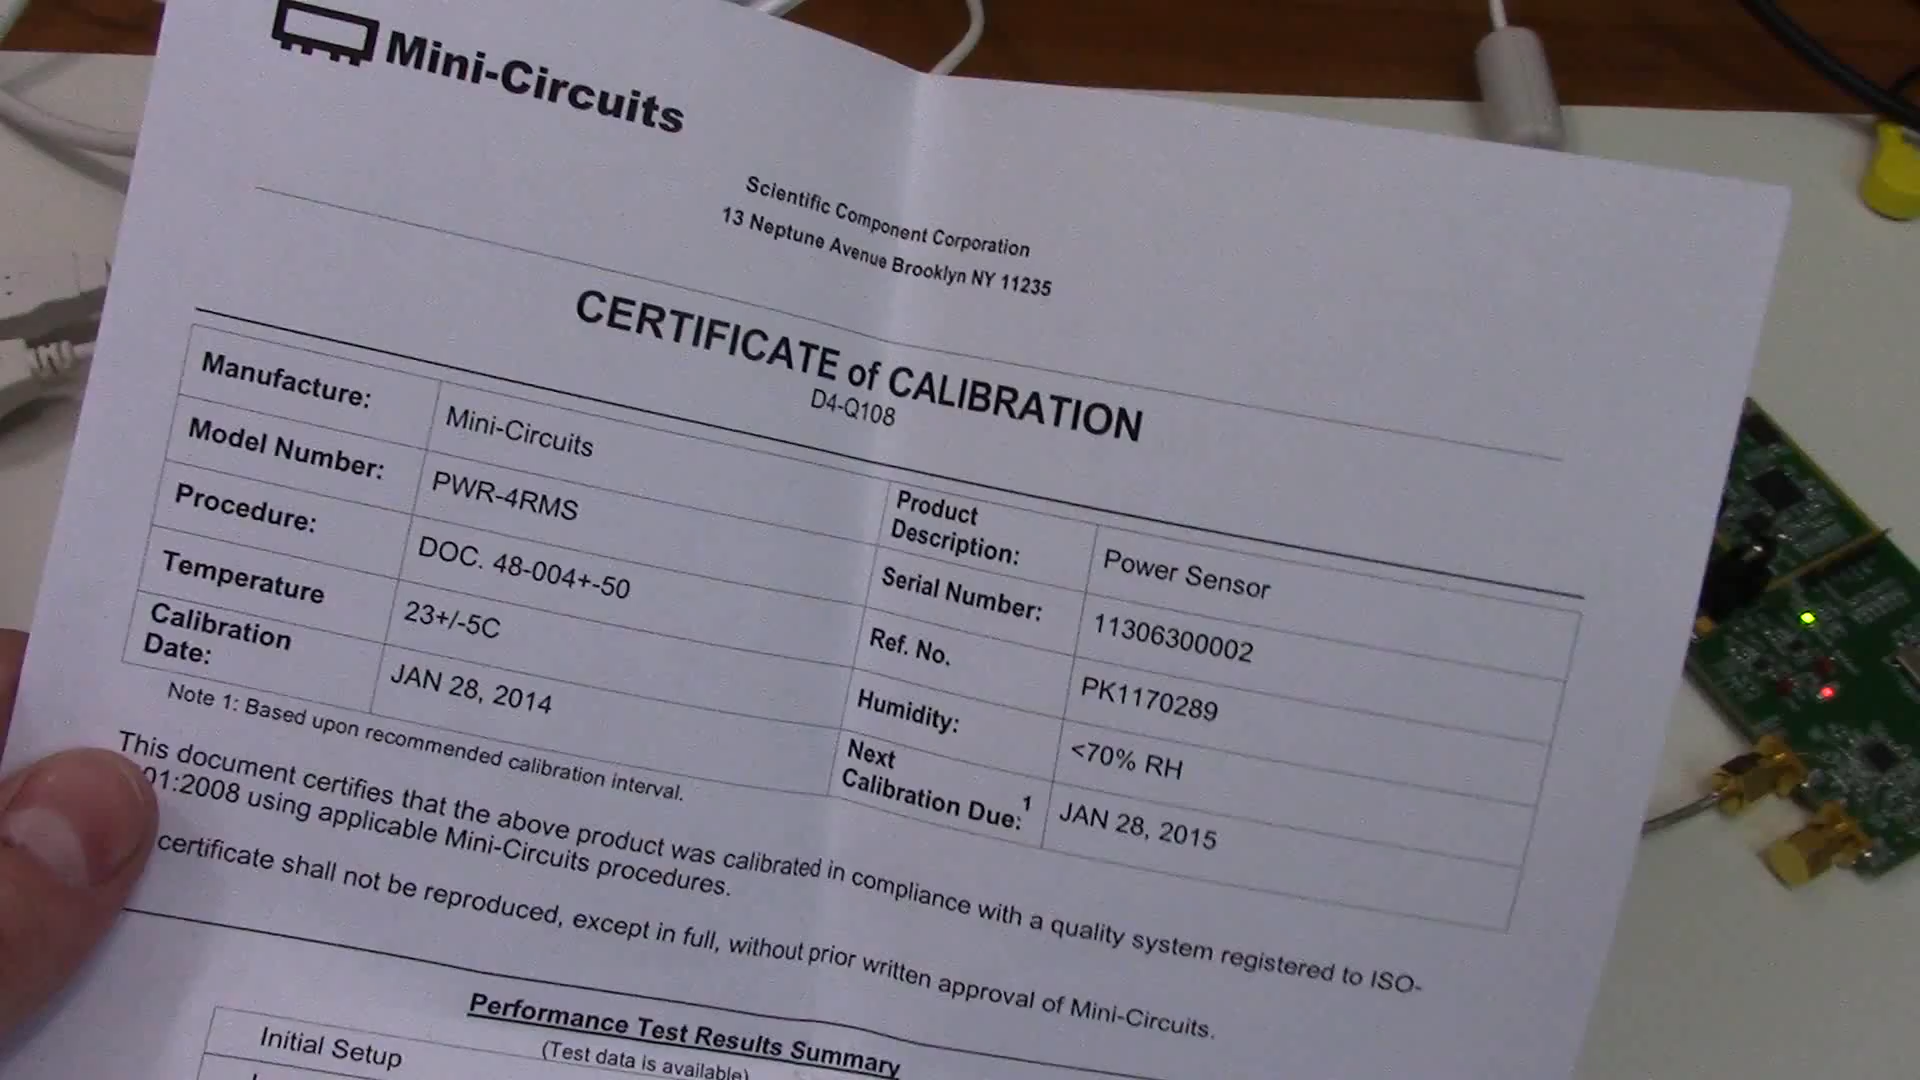 Mini-Circuits
Scientific Component Corporation
13 Neptune Avenue Brooklyn NY 11235
CERTIFICATE of CALIBRATION
D4-Q108
Manufacture: Mini-Circuits
Product
Description: Power Sensor
Model Number: PWR-4RMS
Serial Number: 11306300002
Procedure: DOC. 48-004+-50
Ref. No. PK1170289
Temperature 23+/-5C
Humidity: <70% RH
Calibration
Date: JAN 28, 2014
Next
Calibration Due: 1 JAN 28, 2015
Note 1: Based upon recommended calibration interval.
This document certifies that the above product was calibrated in compliance with a quality system registered to ISO-
01:2008 using applicable Mini-Circuits procedures.
certificate shall not be reproduced, except in full, without prior written approval of Mini-Circuits.
Performance Test Results Summary
(Test data is available)
Initial Setup